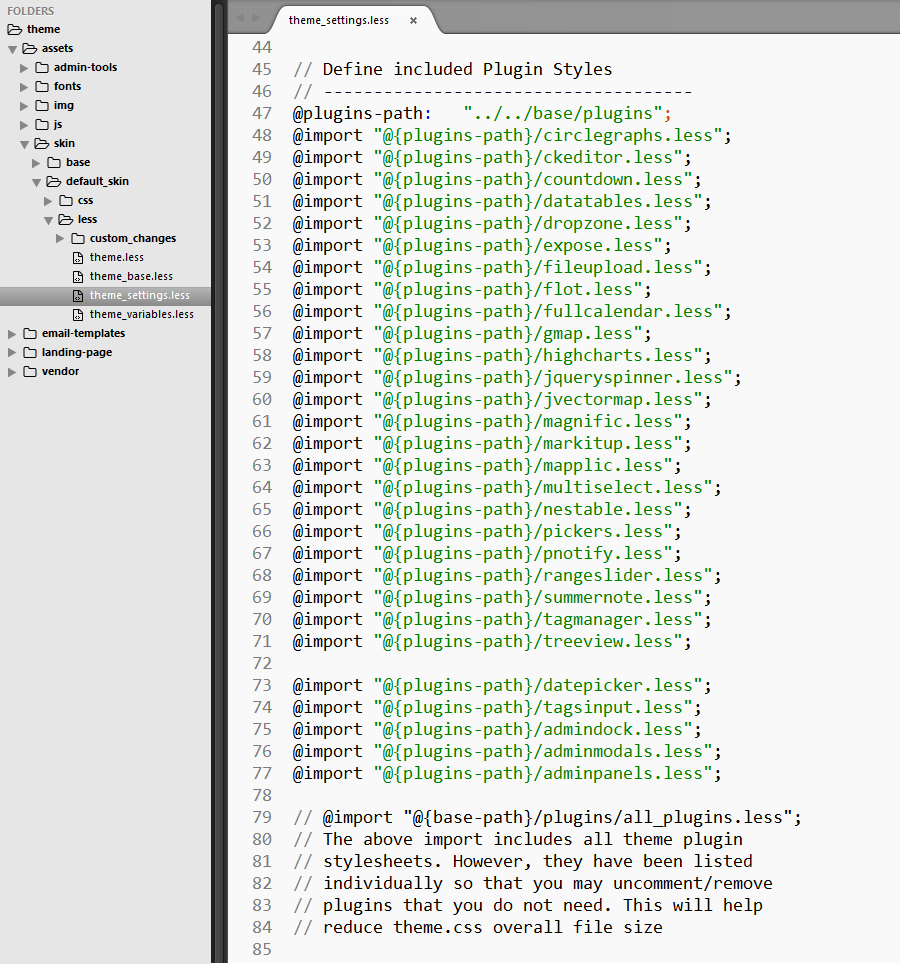 FOLDERS
theme
assets
admin-tools
fonts
img
js
skin
base
default_skin
css
less
custom_changes
theme.less
theme_base.less
theme_settings.less
theme_variables.less
email-templates
landing-page
vendor
theme_settings.less ×
44
45 // Define included Plugin Styles
46 // -------------------------------------
47 @plugins-path:   "../../base/plugins";
48 @import "@{plugins-path}/circlegraphs.less";
49 @import "@{plugins-path}/ckeditor.less";
50 @import "@{plugins-path}/countdown.less";
51 @import "@{plugins-path}/datatables.less";
52 @import "@{plugins-path}/dropzone.less";
53 @import "@{plugins-path}/expose.less";
54 @import "@{plugins-path}/fileupload.less";
55 @import "@{plugins-path}/flot.less";
56 @import "@{plugins-path}/fullcalendar.less";
57 @import "@{plugins-path}/gmap.less";
58 @import "@{plugins-path}/highcharts.less";
59 @import "@{plugins-path}/jqueryspinner.less";
60 @import "@{plugins-path}/jvectormap.less";
61 @import "@{plugins-path}/magnific.less";
62 @import "@{plugins-path}/markitup.less";
63 @import "@{plugins-path}/mapplic.less";
64 @import "@{plugins-path}/multiselect.less";
65 @import "@{plugins-path}/nestable.less";
66 @import "@{plugins-path}/pickers.less";
67 @import "@{plugins-path}/pnotify.less";
68 @import "@{plugins-path}/rangeslider.less";
69 @import "@{plugins-path}/summernote.less";
70 @import "@{plugins-path}/tagmanager.less";
71 @import "@{plugins-path}/treeview.less";
72
73 @import "@{plugins-path}/datepicker.less";
74 @import "@{plugins-path}/tagsinput.less";
75 @import "@{plugins-path}/admindock.less";
76 @import "@{plugins-path}/adminmodals.less";
77 @import "@{plugins-path}/adminpanels.less";
78
79 // @import "@{base-path}/plugins/all_plugins.less";
80 // The above import includes all theme plugin
81 // stylesheets. However, they have been listed
82 // individually so that you may uncomment/remove
83 // plugins that you do not need. This will help
84 // reduce theme.css overall file size
85